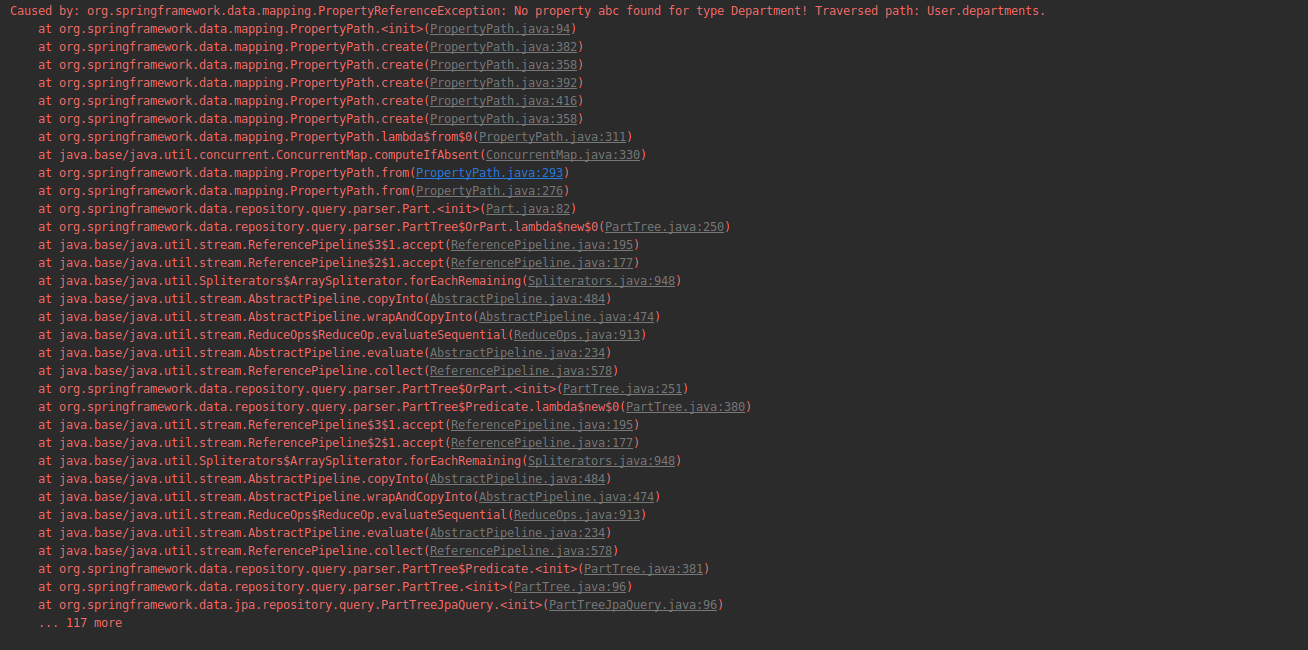 Caused by: org.springframework.data.mapping.PropertyReferenceException: No property abc found for type Department! Traversed path: User.departments.
at org.springframework.data.mapping.PropertyPath.<init>(PropertyPath.java:94)
at org.springframework.data.mapping.PropertyPath.create(PropertyPath.java:382)
at org.springframework.data.mapping.PropertyPath.create(PropertyPath.java:358)
at org.springframework.data.mapping.PropertyPath.create(PropertyPath.java:392)
at org.springframework.data.mapping.PropertyPath.create(PropertyPath.java:416)
at org.springframework.data.mapping.PropertyPath.create(PropertyPath.java:358)
at org.springframework.data.mapping.PropertyPath.lambda$from$0(PropertyPath.java:311)
at java.base/java.util.concurrent.ConcurrentMap.computeIfAbsent(ConcurrentMap.java:330)
at org.springframework.data.mapping.PropertyPath.from(PropertyPath.java:293)
at org.springframework.data.mapping.PropertyPath.from(PropertyPath.java:276)
at org.springframework.data.repository.query.parser.Part.<init>(Part.java:82)
at org.springframework.data.repository.query.parser.PartTree$OrPart.lambda$new$0(PartTree.java:250)
at java.base/java.util.stream.ReferencePipeline$3$1.accept(ReferencePipeline.java:195)
at java.base/java.util.stream.ReferencePipeline$2$1.accept(ReferencePipeline.java:177)
at java.base/java.util.Spliterators$ArraySpliterator.forEachRemaining(Spliterators.java:948)
at java.base/java.util.stream.AbstractPipeline.copyInto(AbstractPipeline.java:484)
at java.base/java.util.stream.AbstractPipeline.wrapAndCopyInto(AbstractPipeline.java:474)
at java.base/java.util.stream.ReduceOps$ReduceOp.evaluateSequential(ReduceOps.java:913)
at java.base/java.util.stream.AbstractPipeline.evaluate(AbstractPipeline.java:234)
at java.base/java.util.stream.ReferencePipeline.collect(ReferencePipeline.java:578)
at org.springframework.data.repository.query.parser.PartTree$OrPart.<init>(PartTree.java:251)
at org.springframework.data.repository.query.parser.PartTree$Predicate.lambda$new$0(PartTree.java:380)
at java.base/java.util.stream.ReferencePipeline$3$1.accept(ReferencePipeline.java:195)
at java.base/java.util.stream.ReferencePipeline$2$1.accept(ReferencePipeline.java:177)
at java.base/java.util.Spliterators$ArraySpliterator.forEachRemaining(Spliterators.java:948)
at java.base/java.util.stream.AbstractPipeline.copyInto(AbstractPipeline.java:484)
at java.base/java.util.stream.AbstractPipeline.wrapAndCopyInto(AbstractPipeline.java:474)
at java.base/java.util.stream.ReduceOps$ReduceOp.evaluateSequential(ReduceOps.java:913)
at java.base/java.util.stream.AbstractPipeline.evaluate(AbstractPipeline.java:234)
at java.base/java.util.stream.ReferencePipeline.collect(ReferencePipeline.java:578)
at org.springframework.data.repository.query.parser.PartTree$Predicate.<init>(PartTree.java:381)
at org.springframework.data.repository.query.parser.PartTree.<init>(PartTree.java:96)
at org.springframework.data.jpa.repository.query.PartTreeJpaQuery.<init>(PartTreeJpaQuery.java:96)
... 117 more